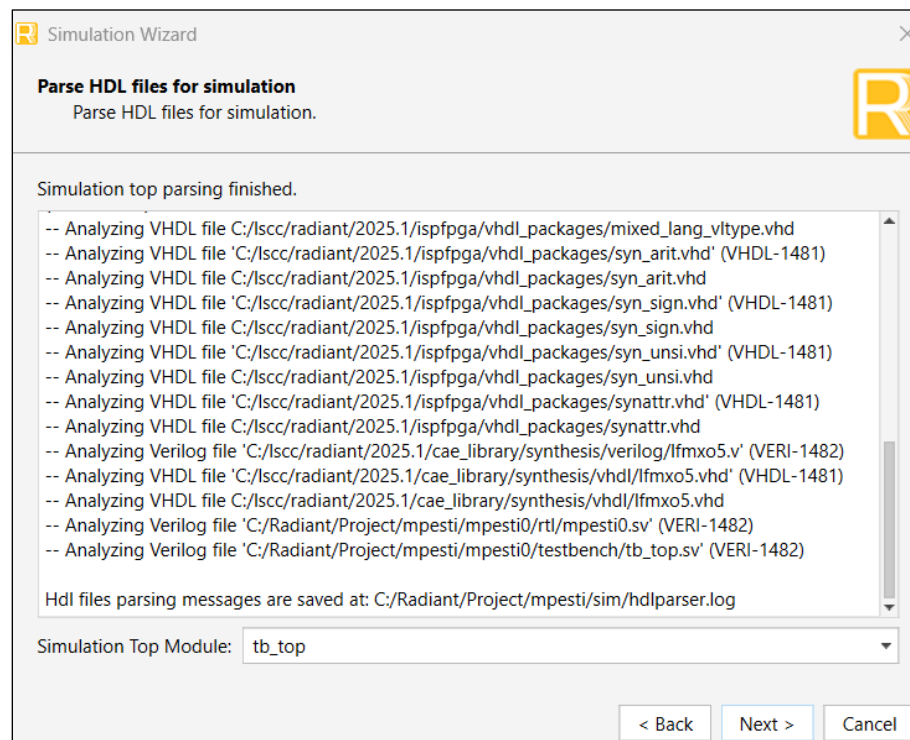 Simulation Wizard
Parse HDL files for simulation
Parse HDL files for simulation.
Simulation top parsing finished.
-- Analyzing VHDL file C:/lscc/radiant/2025.1/ispfpga/vhdl_packages/mixed_lang_vltype.vhd
-- Analyzing VHDL file 'C:/lscc/radiant/2025.1/ispfpga/vhdl_packages/syn_arit.vhd' (VHDL-1481)
-- Analyzing VHDL file C:/lscc/radiant/2025.1/ispfpga/vhdl_packages/syn_arit.vhd
-- Analyzing VHDL file 'C:/lscc/radiant/2025.1/ispfpga/vhdl_packages/syn_sign.vhd' (VHDL-1481)
-- Analyzing VHDL file C:/lscc/radiant/2025.1/ispfpga/vhdl_packages/syn_sign.vhd
-- Analyzing VHDL file 'C:/lscc/radiant/2025.1/ispfpga/vhdl_packages/syn_unsi.vhd' (VHDL-1481)
-- Analyzing VHDL file C:/lscc/radiant/2025.1/ispfpga/vhdl_packages/syn_unsi.vhd
-- Analyzing VHDL file 'C:/lscc/radiant/2025.1/ispfpga/vhdl_packages/synattr.vhd' (VHDL-1481)
-- Analyzing VHDL file C:/lscc/radiant/2025.1/ispfpga/vhdl_packages/synattr.vhd
-- Analyzing Verilog file 'C:/lscc/radiant/2025.1/cae_library/synthesis/verilog/lfmxo5.v' (VERI-1482)
-- Analyzing VHDL file 'C:/lscc/radiant/2025.1/cae_library/synthesis/vhdl/lfmxo5.vhd' (VHDL-1481)
-- Analyzing VHDL file C:/lscc/radiant/2025.1/cae_library/synthesis/vhdl/lfmxo5.vhd
-- Analyzing Verilog file 'C:/Radiant/Project/mpesti/mpesti0/rtl/mpesti0.sv' (VERI-1482)
-- Analyzing Verilog file 'C:/Radiant/Project/mpesti/mpesti0/testbench/tb_top.sv' (VERI-1482)
Hdl files parsing messages are saved at: C:/Radiant/Project/mpesti/sim/hdlparser.log
Simulation Top Module: tb_top
< Back Next > Cancel